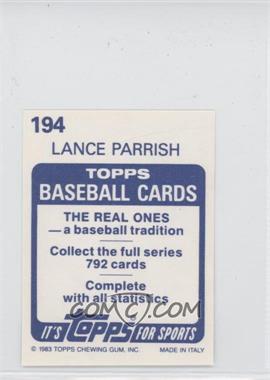 194
LANCE PARRISH
TOPPS
BASEBALL CARDS
THE REAL ONES
— a baseball tradition
Collect the full series
792 cards
Complete
with all statistics
COMC
IT'S Topps FOR SPORTS
®
© 1983 TOPPS CHEWING GUM, INC. MADE IN ITALY